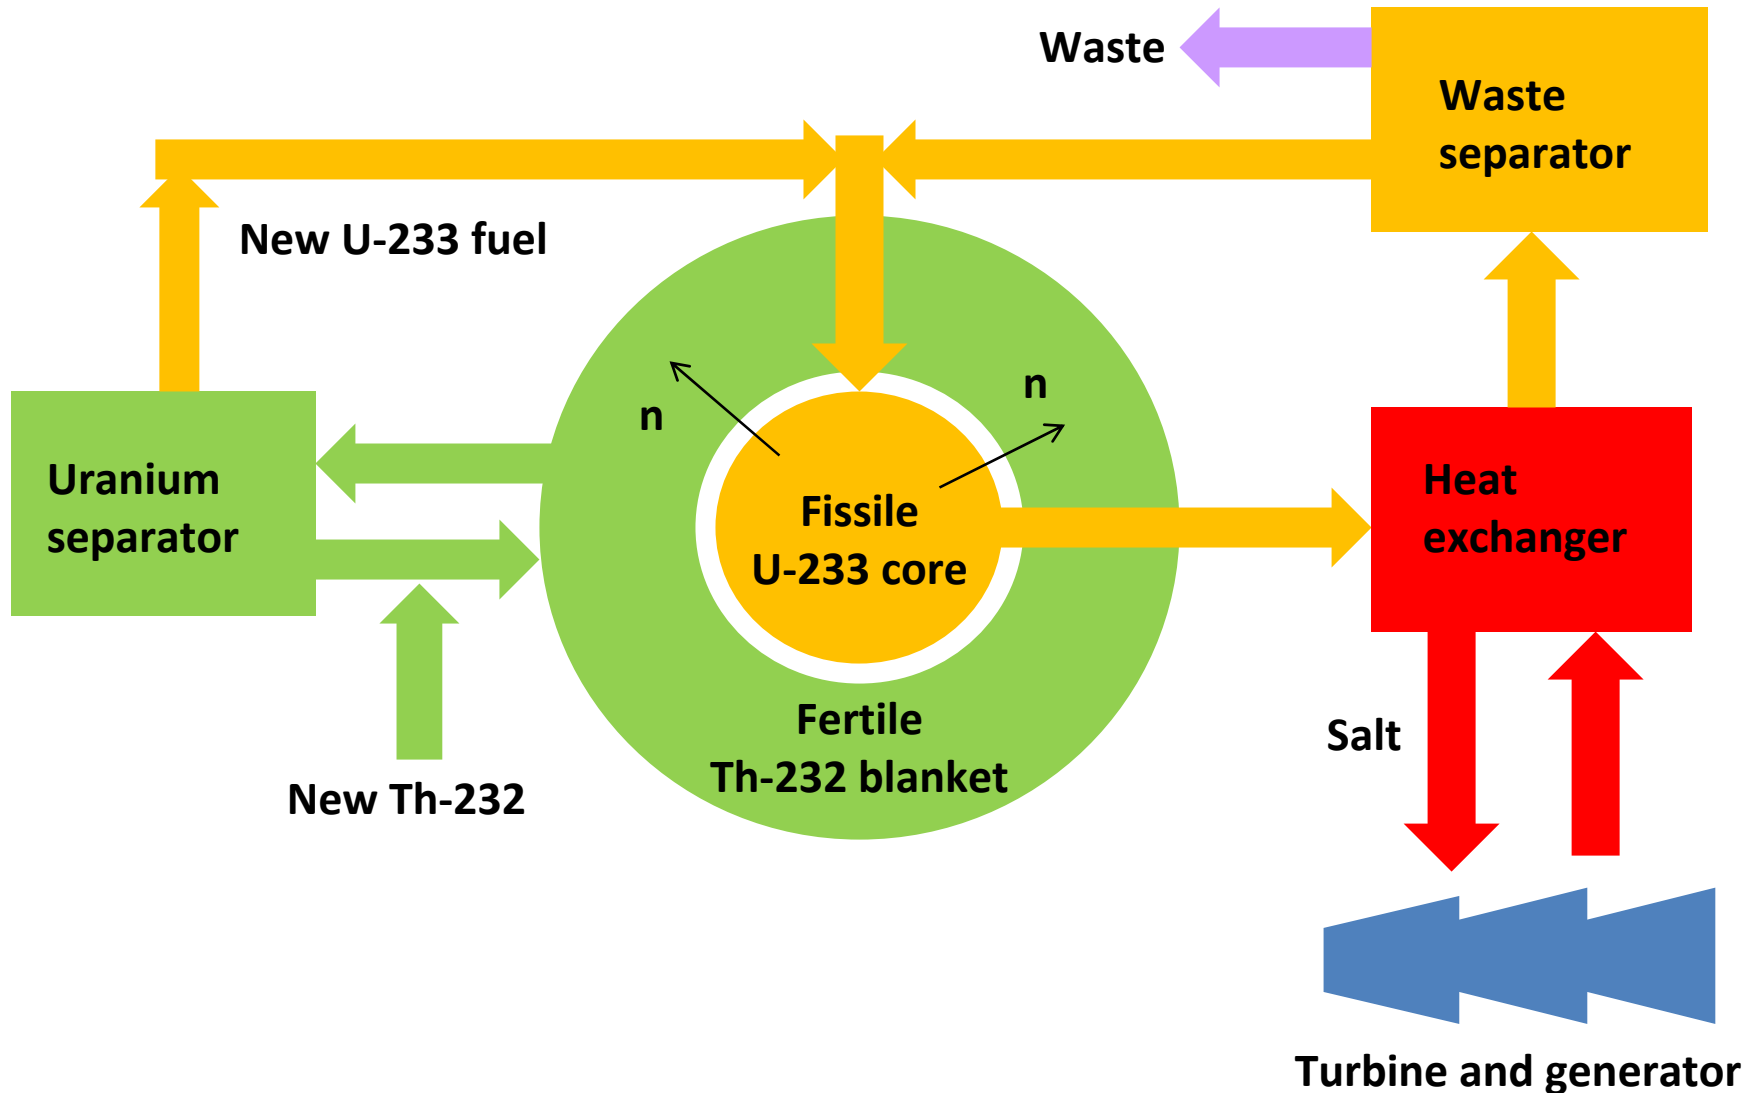 Waste
Waste
separator
New U-233 fuel
n
n
Uranium
separator
Fissile
U-233 core
Heat
exchanger
Fertile
Th-232 blanket
Salt
New Th-232
Turbine and generator